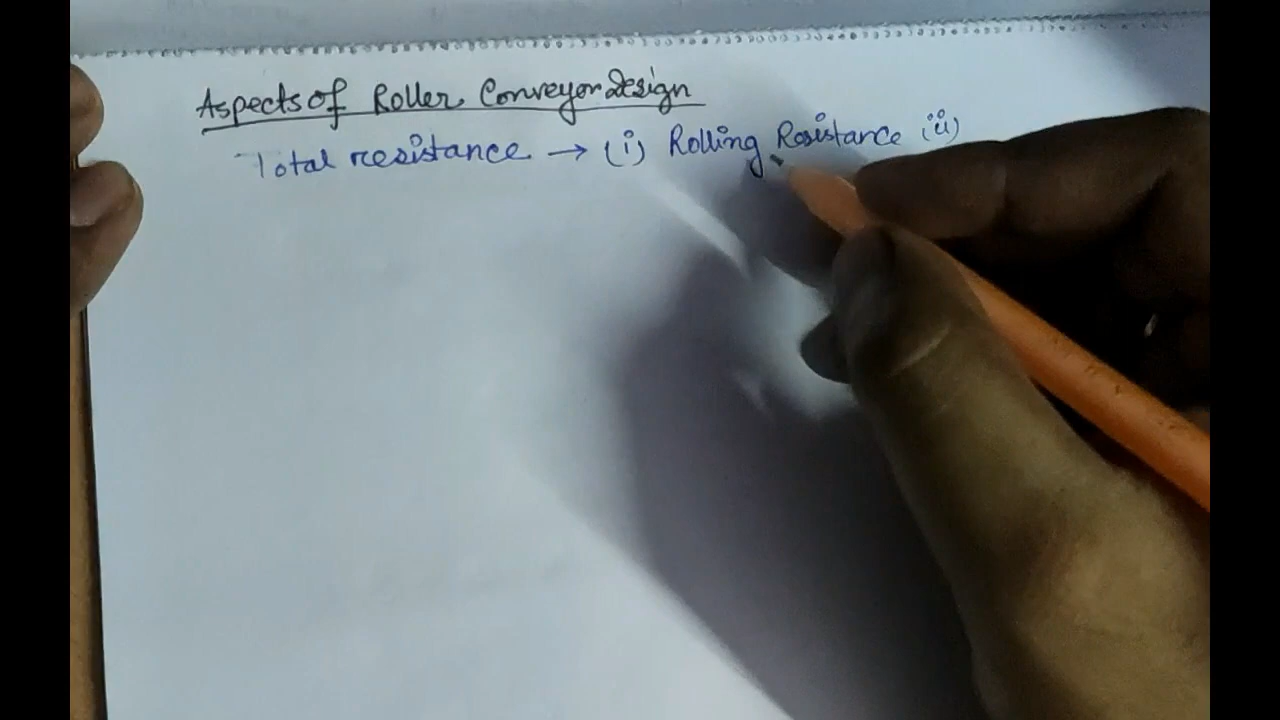 Aspects of Roller Conveyor Design
Total resistance → (i) Rolling Resistance (ii)